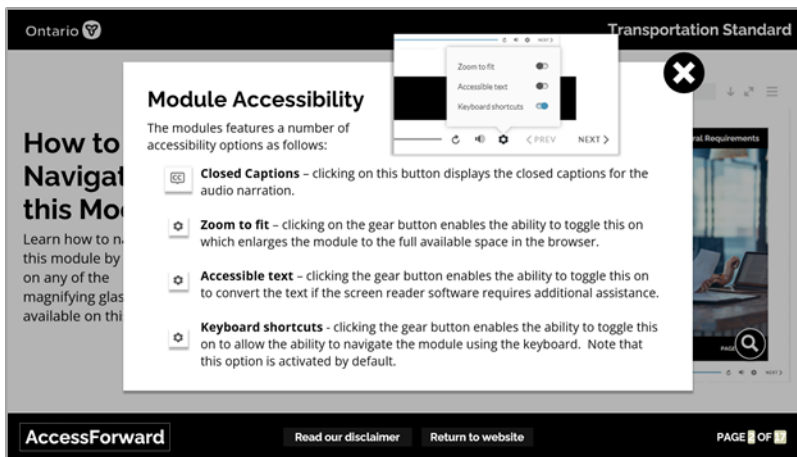 Ontario
Transportation Standard
NEXT >
Zoom to fit
Accessible text
Keyboard shortcuts
< PREV
NEXT >
Module Accessibility
The modules features a number of
accessibility options as follows:
CC
Closed Captions – clicking on this button displays the closed captions for the
audio narration.
Zoom to fit – clicking on the gear button enables the ability to toggle this on
which enlarges the module to the full available space in the browser.
Accessible text – clicking the gear button enables the ability to toggle this on
to convert the text if the screen reader software requires additional assistance.
Keyboard shortcuts - clicking the gear button enables the ability to toggle this
on to allow the ability to navigate the module using the keyboard. Note that
this option is activated by default.
How to
Navigat
this Mo
Learn how to n
this module by
on any of the
magnifying glas
available on thi
ral Requirements
PAGE
NEXT >
AccessForward
Read our disclaimer
Return to website
PAGE 2 OF 17